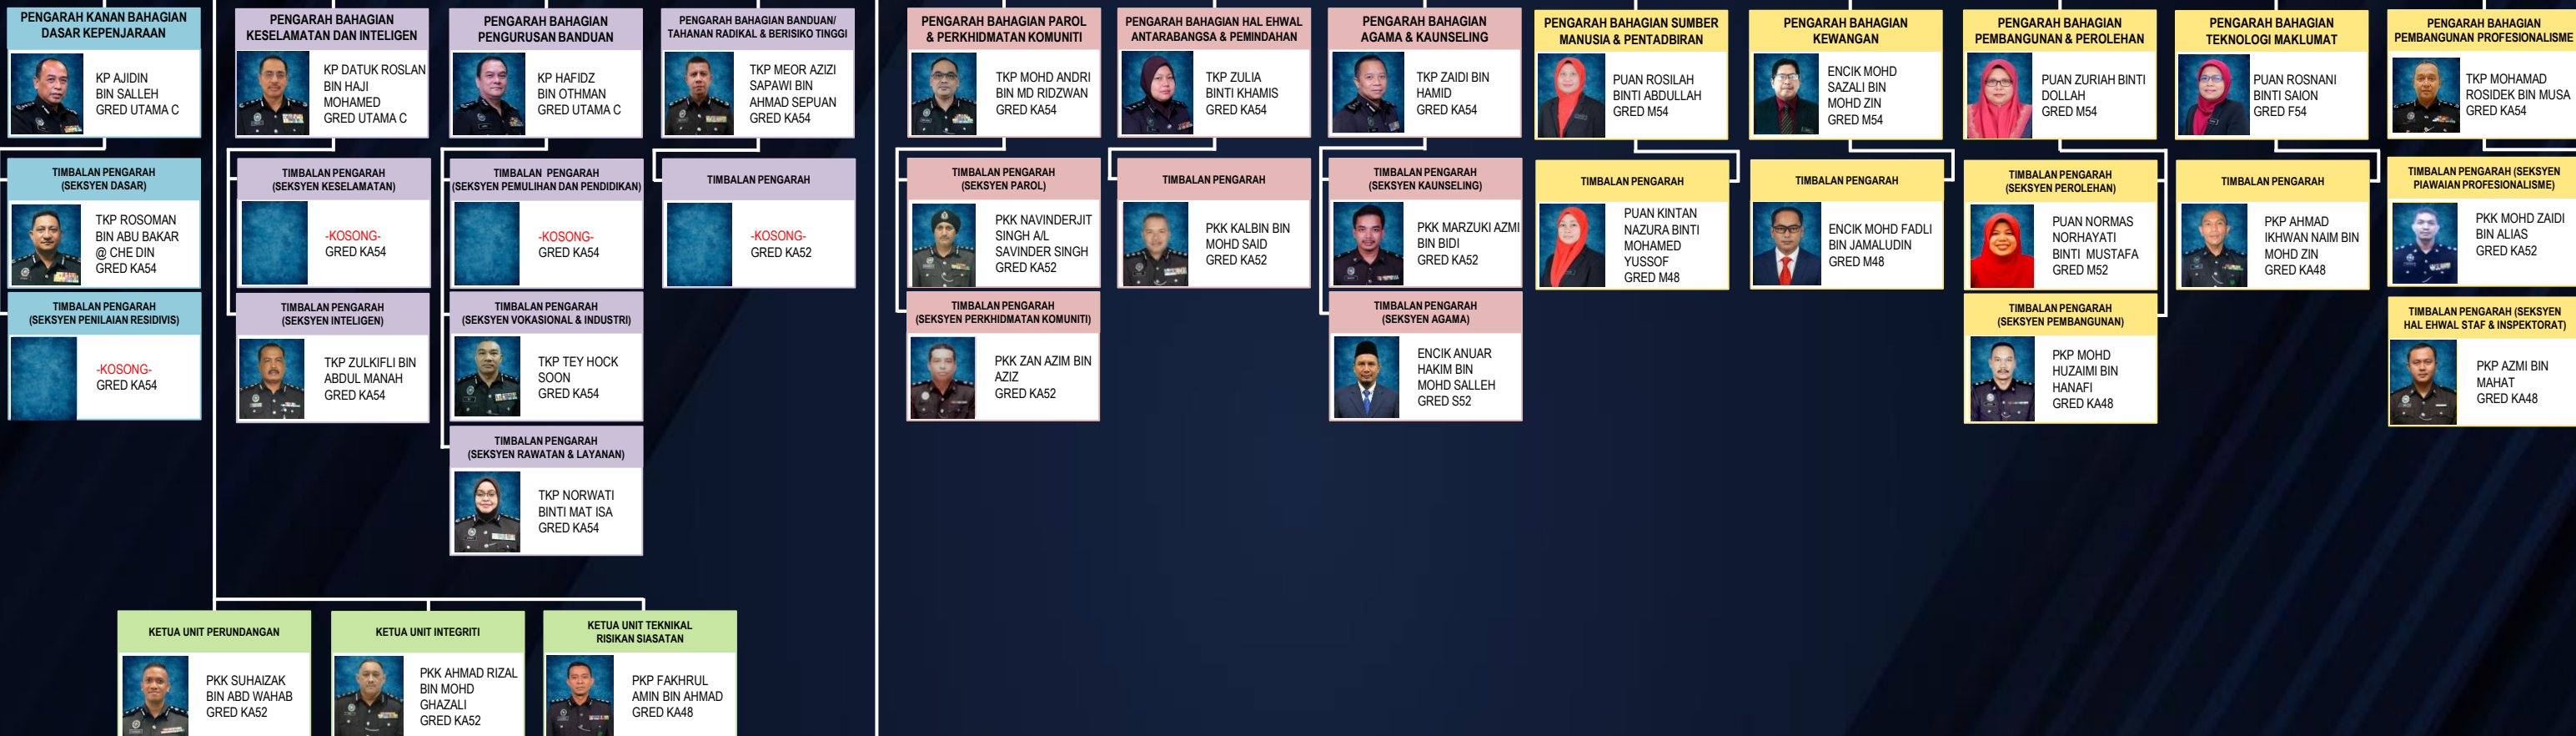 PENGARAH KANAN BAHAGIAN
DASAR KEPENJARAAN
KP AJIDIN
BIN SALLEH
GRED UTAMA C
TIMBALAN PENGARAH
(SEKSYEN DASAR)
TKP ROSOMAN
BIN ABU BAKAR
@ CHE DIN
GRED KA54
TIMBALAN PENGARAH
(SEKSYEN PENILAIAN RESIDIVIS)
-KOSONG-
GRED KA54
PENGARAH BAHAGIAN
KESELAMATAN DAN INTELIGEN
KP DATUK ROSLAN
BIN HAJI
MOHAMED
GRED UTAMA C
TIMBALAN PENGARAH
(SEKSYEN KESELAMATAN)
-KOSONG-
GRED KA54
TIMBALAN PENGARAH
(SEKSYEN INTELIGEN)
TKP ZULKIFLI BIN
ABDUL MANAH
GRED KA54
PENGARAH BAHAGIAN
PENGURUSAN BANDUAN
KP HAFIDZ
BIN OTHMAN
GRED UTAMA C
TIMBALAN  PENGARAH
(SEKSYEN PEMULIHAN DAN PENDIDIKAN)
-KOSONG-
GRED KA54
TIMBALAN PENGARAH
(SEKSYEN VOKASIONAL & INDUSTRI)
TKP TEY HOCK
SOON
GRED KA54
TIMBALAN PENGARAH
(SEKSYEN RAWATAN & LAYANAN)
TKP NORWATI
BINTI MAT ISA
GRED KA54
PENGARAH BAHAGIAN BANDUAN/
TAHANAN RADIKAL & BERISIKO TINGGI
TKP MEOR AZIZI
SAPAWI BIN
AHMAD SEPUAN
GRED KA54
TIMBALAN PENGARAH
-KOSONG-
GRED KA52
PENGARAH BAHAGIAN PAROL
& PERKHIDMATAN KOMUNITI
TKP MOHD ANDRI
BIN MD RIDZWAN
GRED KA54
TIMBALAN PENGARAH
(SEKSYEN PAROL)
PKK NAVINDERJIT
SINGH A/L
SAVINDER SINGH
GRED KA52
TIMBALAN PENGARAH
(SEKSYEN PERKHIDMATAN KOMUNITI)
PKK ZAN AZIM BIN
AZIZ
GRED KA52
PENGARAH BAHAGIAN HAL EHWAL
ANTARABANGSA & PEMINDAHAN
TKP ZULIA
BINTI KHAMIS
GRED KA54
TIMBALAN PENGARAH
PKK KALBIN BIN
MOHD SAID
GRED KA52
PENGARAH BAHAGIAN
AGAMA & KAUNSELING
TKP ZAIDI BIN
HAMID
GRED KA54
TIMBALAN PENGARAH
(SEKSYEN KAUNSELING)
PKK MARZUKI AZMI
BIN BIDI
GRED KA52
TIMBALAN PENGARAH
(SEKSYEN AGAMA)
ENCIK ANUAR
HAKIM BIN
MOHD SALLEH
GRED S52
PENGARAH BAHAGIAN SUMBER
MANUSIA & PENTADBIRAN
PUAN ROSILAH
BINTI ABDULLAH
GRED M54
TIMBALAN PENGARAH
PUAN KINTAN
NAZURA BINTI
MOHAMED
YUSSOF
GRED M48
PENGARAH BAHAGIAN
KEWANGAN
ENCIK MOHD
SAZALI BIN
MOHD ZIN
GRED M54
TIMBALAN PENGARAH
ENCIK MOHD FADLI
BIN JAMALUDIN
GRED M48
PENGARAH BAHAGIAN
PEMBANGUNAN & PEROLEHAN
PUAN ZURIAH BINTI
DOLLAH
GRED M54
TIMBALAN PENGARAH
(SEKSYEN PEROLEHAN)
PUAN NORMAS
NORHAYATI
BINTI  MUSTAFA
GRED M52
TIMBALAN PENGARAH
(SEKSYEN PEMBANGUNAN)
PKP MOHD
HUZAIMI BIN
HANAFI
GRED KA48
PENGARAH BAHAGIAN
TEKNOLOGI MAKLUMAT
PUAN ROSNANI
BINTI SAION
GRED F54
TIMBALAN PENGARAH
PKP AHMAD
IKHWAN NAIM BIN
MOHD ZIN
GRED KA48
PENGARAH BAHAGIAN
PEMBANGUNAN PROFESIONALISME
TKP MOHAMAD
ROSIDEK BIN MUSA
GRED KA54
TIMBALAN PENGARAH (SEKSYEN
PIAWAIAN PROFESIONALISME)
PKK MOHD ZAIDI
BIN ALIAS
GRED KA52
TIMBALAN PENGARAH (SEKSYEN
HAL EHWAL STAF & INSPEKTORAT)
PKP AZMI BIN
MAHAT
GRED KA48
KETUA UNIT PERUNDANGAN
PKK SUHAIZAK
BIN ABD WAHAB
GRED KA52
KETUA UNIT INTEGRITI
PKK AHMAD RIZAL
BIN MOHD
GHAZALI
GRED KA52
KETUA UNIT TEKNIKAL
RISIKAN SIASATAN
PKP FAKHRUL
AMIN BIN AHMAD
GRED KA48